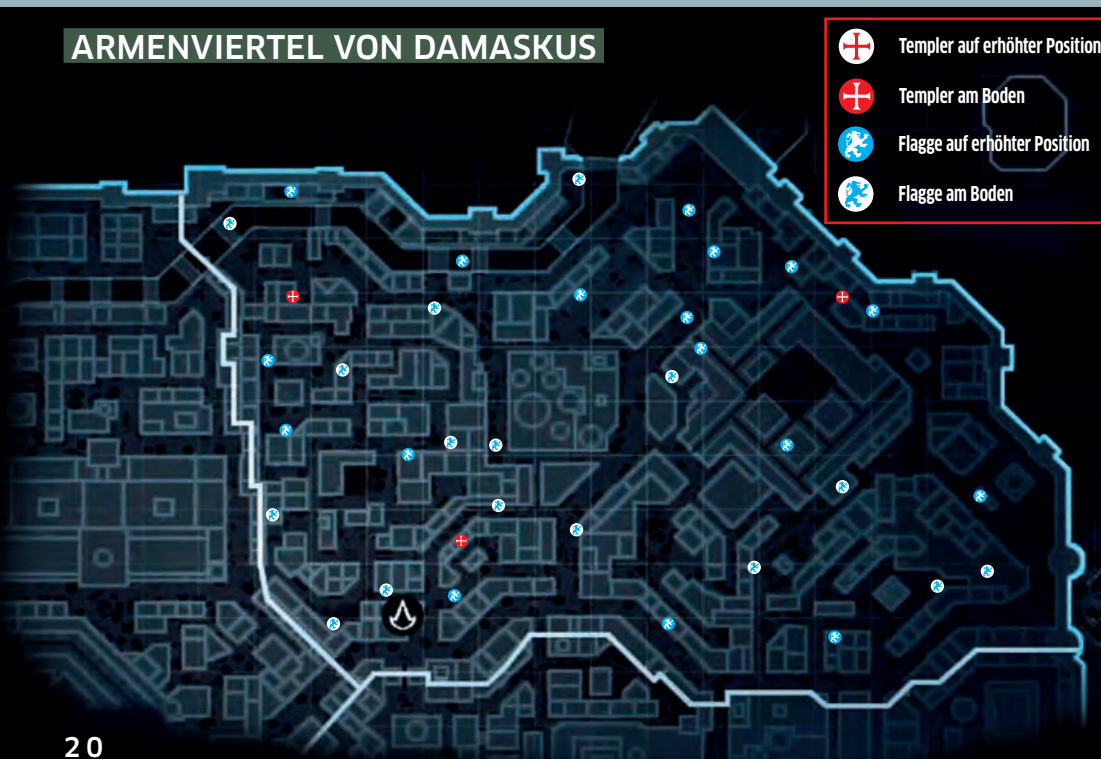 ARMENVIERTEL VON DAMASKUS
Templer auf erhöhter Position
Templer am Boden
Flagge auf erhöhter Position
Flagge am Boden
20